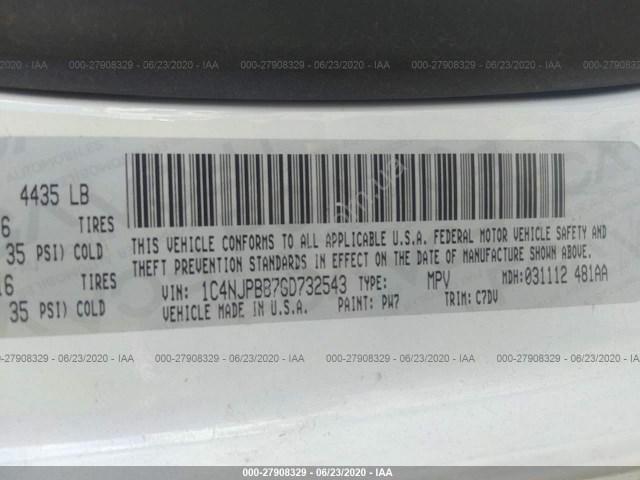 000-27908329 - 06/23/2020 - IAA 000-27908329 - 06/23/2020 - IAA 000-27908329 - 06/23/2020 - IAA
4435 LB
6 TIRES
35 PSI) COLD
16 TIRES
35 PSI) COLD
THIS VEHICLE CONFORMS TO ALL APPLICABLE U.S.A. FEDERAL MOTOR VEHICLE SAFETY AND
THEFT PREVENTION STANDARDS IN EFFECT ON THE DATE OF MANUFACTURE SHOWN ABOVE.
VIN: 1C4NJPBB7GD732543 TYPE: MPV MDH:031112 481AA
VEHICLE MADE IN U.S.A. PAINT: PW7 TRIM: C7DV
000-27908329 - 06/23/2020 - IAA 000-27908329 - 06/23/2020 - IAA 000-27908329 - 06/23/2020 - IAA
000-27908329 - 06/23/2020 - IAA